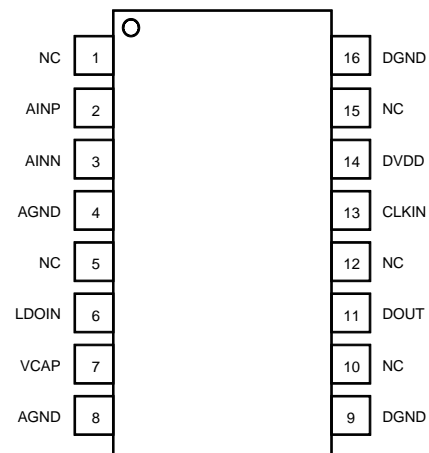 NC 1 16 DGND
AINP 2 15 NC
AINN 3 14 DVDD
AGND 4 13 CLKIN
NC 5 12 NC
LDOIN 6 11 DOUT
VCAP 7 10 NC
AGND 8 9 DGND